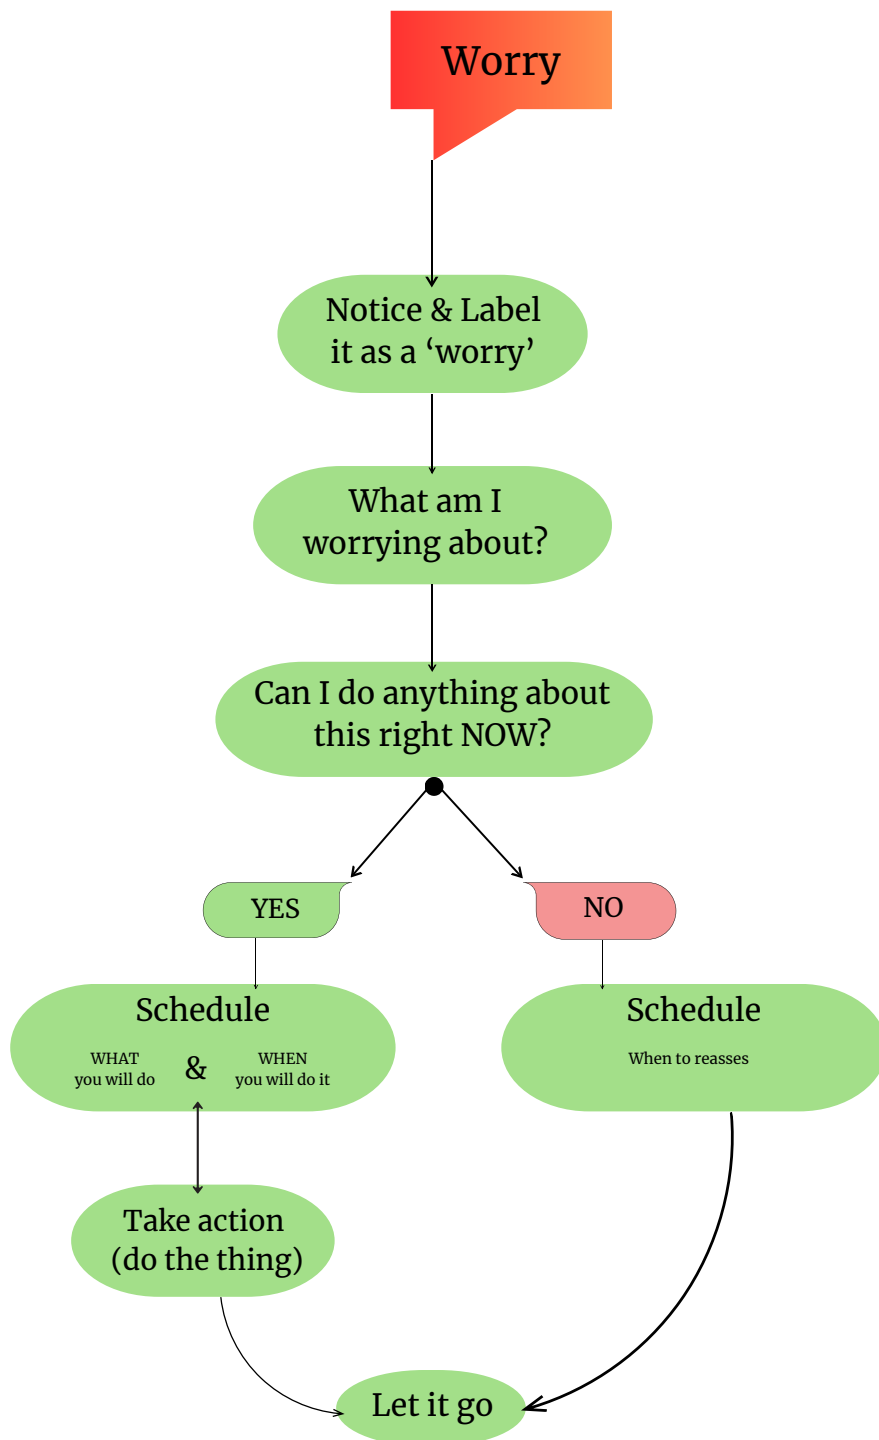 Worry
Notice & Label
it as a ‘worry’
What am I
worrying about?
Can I do anything about
this right NOW?
YES
NO
Schedule
WHAT
you will do
&
WHEN
you will do it
Schedule
When to reasses
Take action
(do the thing)
Let it go